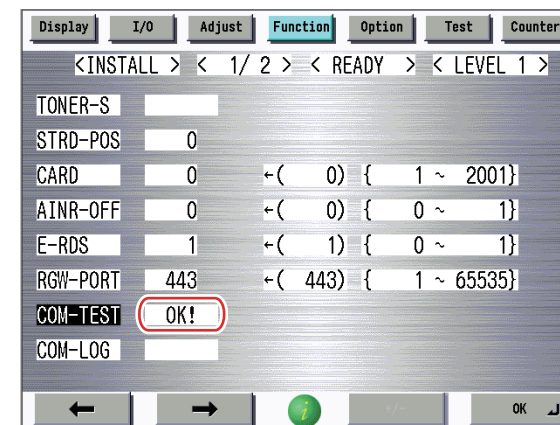 Display I/O Adjust Function Option Test Counter
<INSTALL > < 1/ 2 > < READY > < LEVEL 1 >
TONER-S
STRD-POS 0
CARD 0 ←( 0) { 1 ~ 2001}
AINR-OFF 0 ←( 0) { 0 ~ 1}
E-RDS 1 ←( 1) { 0 ~ 1}
RGW-PORT 443 ←( 443) { 1 ~ 65535}
COM-TEST OK!
COM-LOG
← → i +/- OK ↵